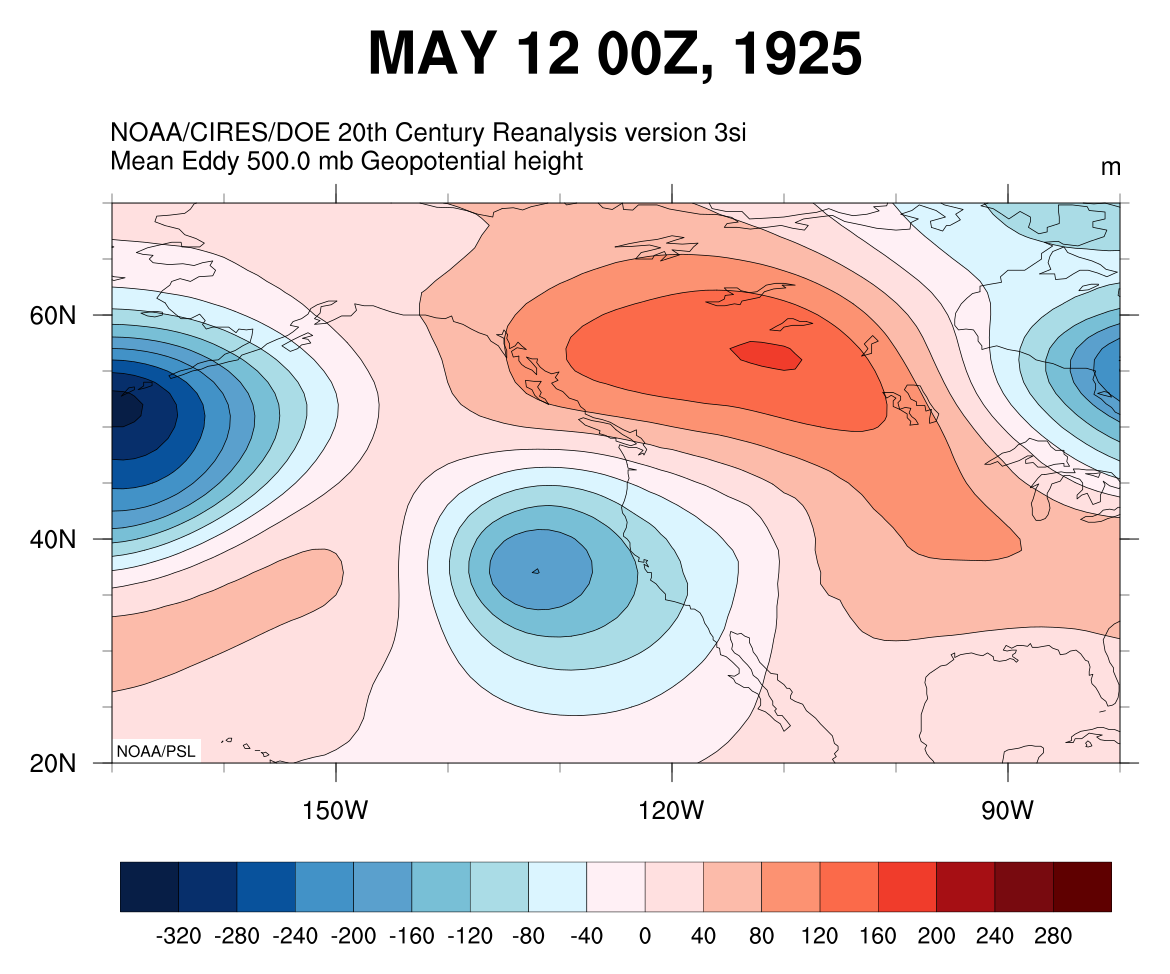 MAY 12 00Z, 1925
NOAA/CIRES/DOE 20th Century Reanalysis version 3si
Mean Eddy 500.0 mb Geopotential height
m
60N
40N
20N
NOAA/PSL
150W 120W 90W
-320 -280 -240 -200 -160 -120 -80 -40 0 40 80 120 160 200 240 280